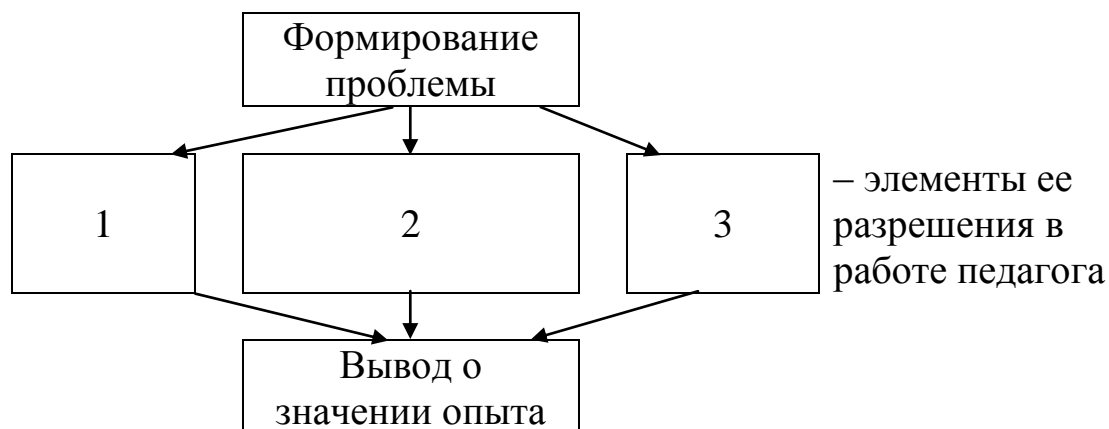 Формирование
проблемы
1
2
3
– элементы ее
разрешения в
работе педагога
Вывод о
значении опыта